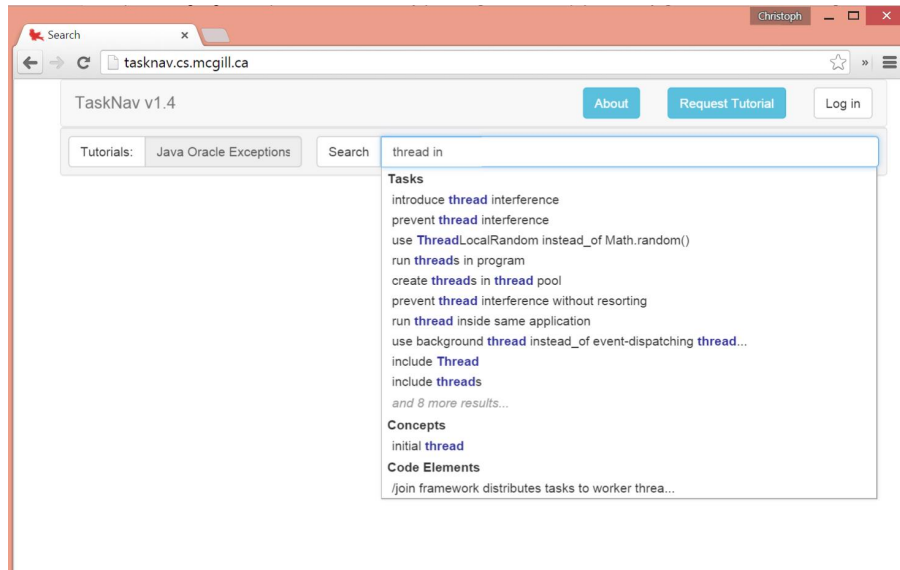 Christoph
Search
tasknav.cs.mcgill.ca
TaskNav v1.4
About
Request Tutorial
Log in
Tutorials:
Java Oracle Exceptions
Search
thread in
Tasks
introduce thread interference
prevent thread interference
use ThreadLocalRandom instead_of Math.random()
run threads in program
create threads in thread pool
prevent thread interference without resorting
run thread inside same application
use background thread instead_of event-dispatching thread...
include Thread
include threads
and 8 more results...
Concepts
initial thread
Code Elements
/join framework distributes tasks to worker threa...